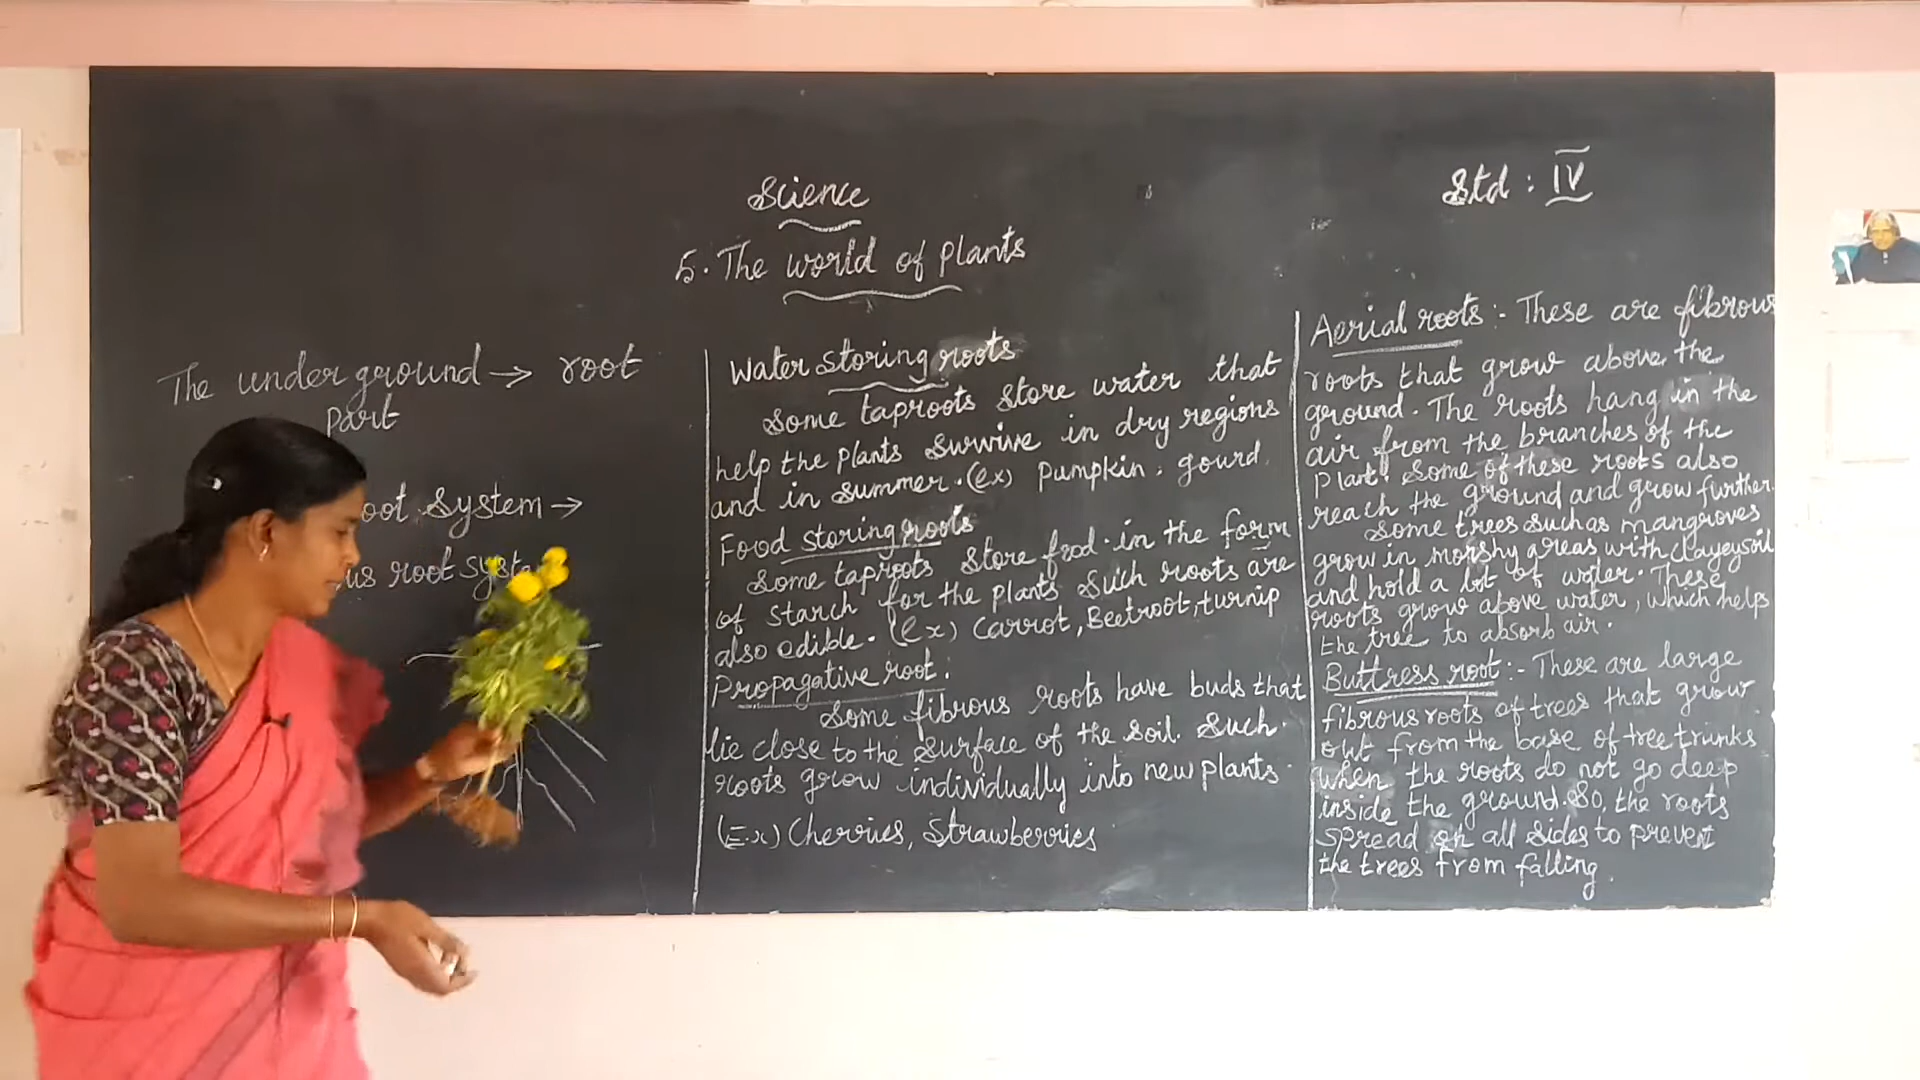 Science
Std : IV
5. The world of plants
The under ground → root
part
oot system →
us root syste
Water storing roots
Some taproots store water that
help the plants survive in dry regions
and in summer. (ex) Pumpkin, gourd.
Food storing roots
Some taproots store food in the form
of starch for the plants such roots are
also edible. (ex) Carrot, Beetroot, turnip
Propagative root:
Some fibrous roots have buds that
lie close to the surface of the soil. Such
roots grow individually into new plants.
(Ex) Cherries, Strawberries
Aerial roots :- These are fibrous
roots that grow above the
ground. The roots hang in the
air from the branches of the
plant. Some of these roots also
reach the ground and grow further.
Some trees such as mangroves
grow in morshy areas with clayey soil
and hold a lot of water. These
roots grow above water, which helps
the tree to absorb air.
Buttress root :- These are large
fibrous roots of trees that grow
out from the base of tree trunks
when the roots do not go deep
inside the ground. So, the roots
spread on all sides to prevent
the trees from falling.